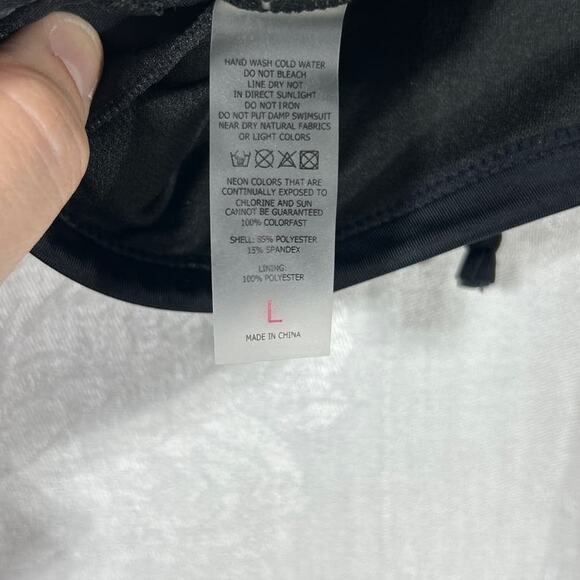 HAND WASH COLD WATER
DO NOT BLEACH
LINE DRY NOT
IN DIRECT SUNLIGHT
DO NOT IRON
DO NOT PUT DAMP SWIMSUIT
NEAR DRY NATURAL FABRICS
OR LIGHT COLORS
NEON COLORS THAT ARE
CONTINUALLY EXPOSED TO
CHLORINE AND SUN
CANNOT BE GUARANTEED
100% COLORFAST
SHELL: 85% POLYESTER
15% SPANDEX
LINING:
100% POLYESTER
L
MADE IN CHINA